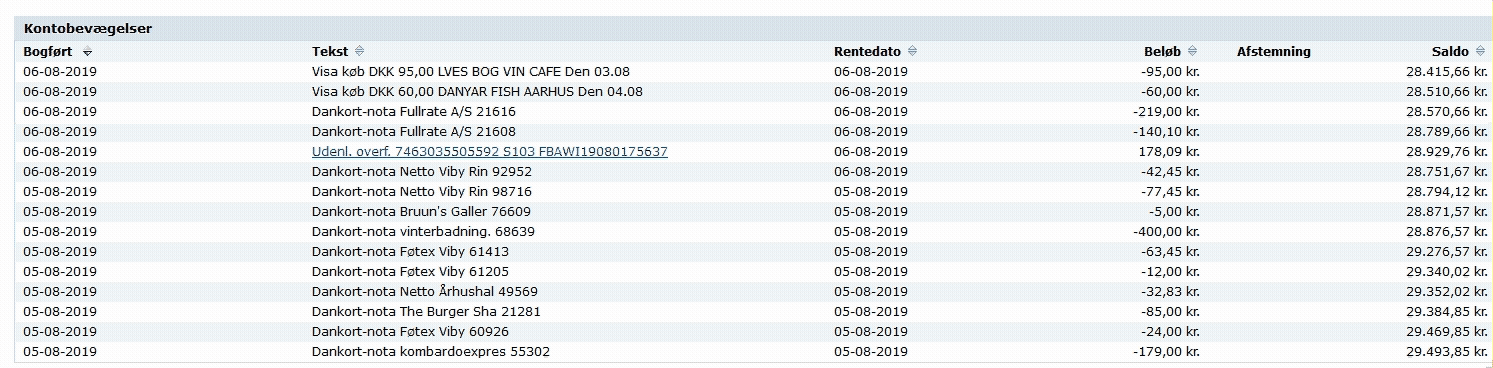 Kontobevægelser
Bogført Tekst Rentedato Beløb Afstemning Saldo
06-08-2019 Visa køb DKK 95,00 LVES BOG VIN CAFE Den 03.08 06-08-2019 -95,00 kr. 28.415,66 kr.
06-08-2019 Visa køb DKK 60,00 DANYAR FISH AARHUS Den 04.08 06-08-2019 -60,00 kr. 28.510,66 kr.
06-08-2019 Dankort-nota Fullrate A/S 21616 06-08-2019 -219,00 kr. 28.570,66 kr.
06-08-2019 Dankort-nota Fullrate A/S 21608 06-08-2019 -140,10 kr. 28.789,66 kr.
06-08-2019 Udenl. overf. 7463035505592 S103 FBAWI19080175637 06-08-2019 178,09 kr. 28.929,76 kr.
06-08-2019 Dankort-nota Netto Viby Rin 92952 06-08-2019 -42,45 kr. 28.751,67 kr.
05-08-2019 Dankort-nota Netto Viby Rin 98716 05-08-2019 -77,45 kr. 28.794,12 kr.
05-08-2019 Dankort-nota Bruun's Galler 76609 05-08-2019 -5,00 kr. 28.871,57 kr.
05-08-2019 Dankort-nota vinterbadning. 68639 05-08-2019 -400,00 kr. 28.876,57 kr.
05-08-2019 Dankort-nota Føtex Viby 61413 05-08-2019 -63,45 kr. 29.276,57 kr.
05-08-2019 Dankort-nota Føtex Viby 61205 05-08-2019 -12,00 kr. 29.340,02 kr.
05-08-2019 Dankort-nota Netto Århushal 49569 05-08-2019 -32,83 kr. 29.352,02 kr.
05-08-2019 Dankort-nota The Burger Sha 21281 05-08-2019 -85,00 kr. 29.384,85 kr.
05-08-2019 Dankort-nota Føtex Viby 60926 05-08-2019 -24,00 kr. 29.469,85 kr.
05-08-2019 Dankort-nota kombardoexpres 55302 05-08-2019 -179,00 kr. 29.493,85 kr.